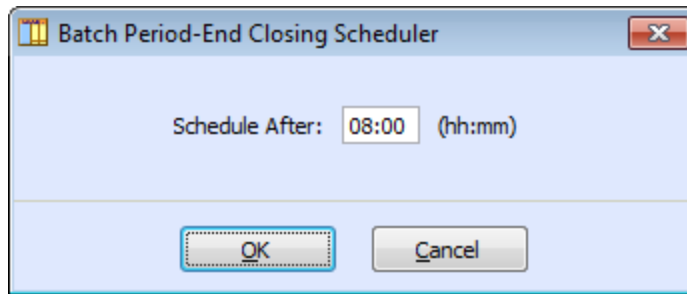 Batch Period-End Closing Scheduler
Schedule After: 08:00 (hh:mm)
OK Cancel